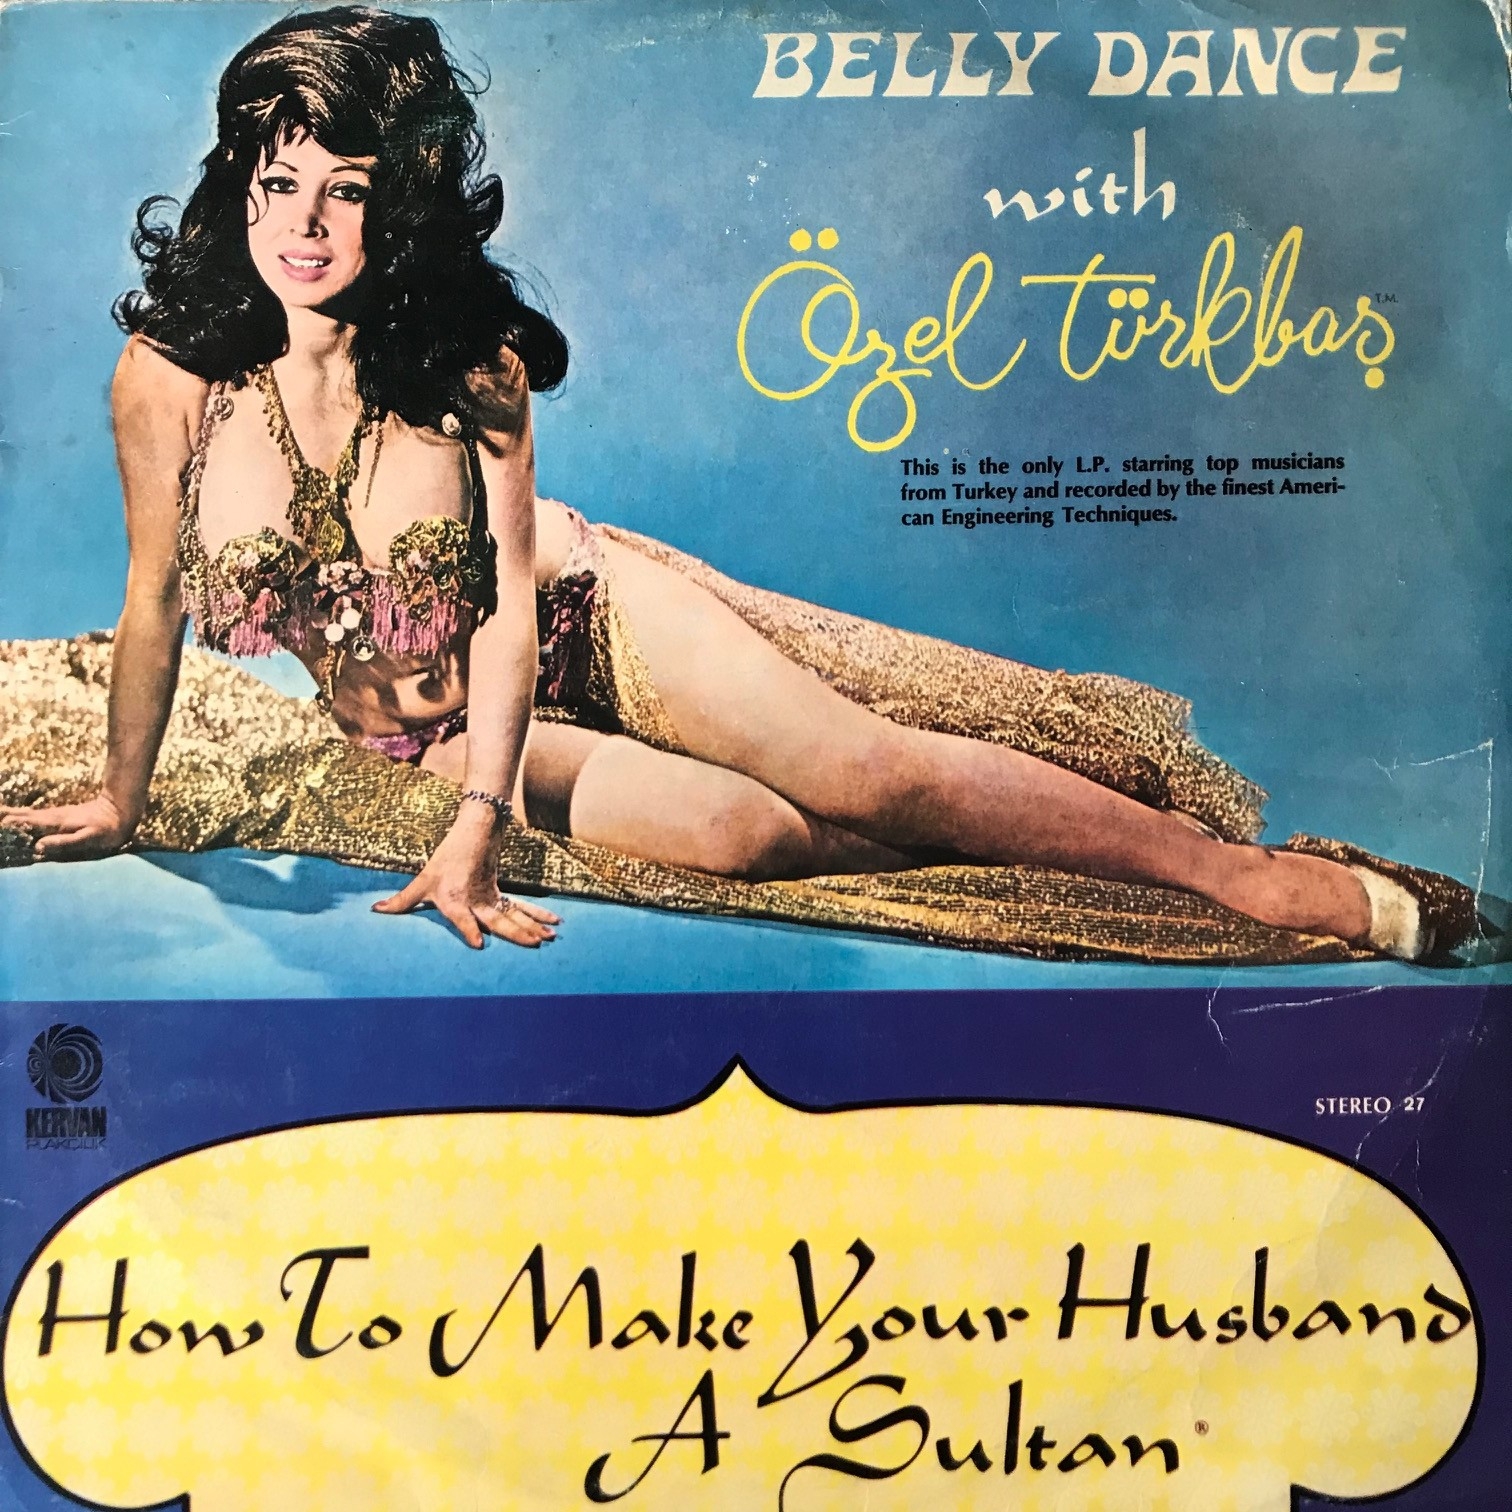 BELLY DANCE
with
Özel Türkbaş T.M.
This is the only L.P. starring top musicians
from Turkey and recorded by the finest Ameri-
can Engineering Techniques.
KERVAN
PLAKÇILIK
STEREO 27
How To Make Your Husband
A Sultan®